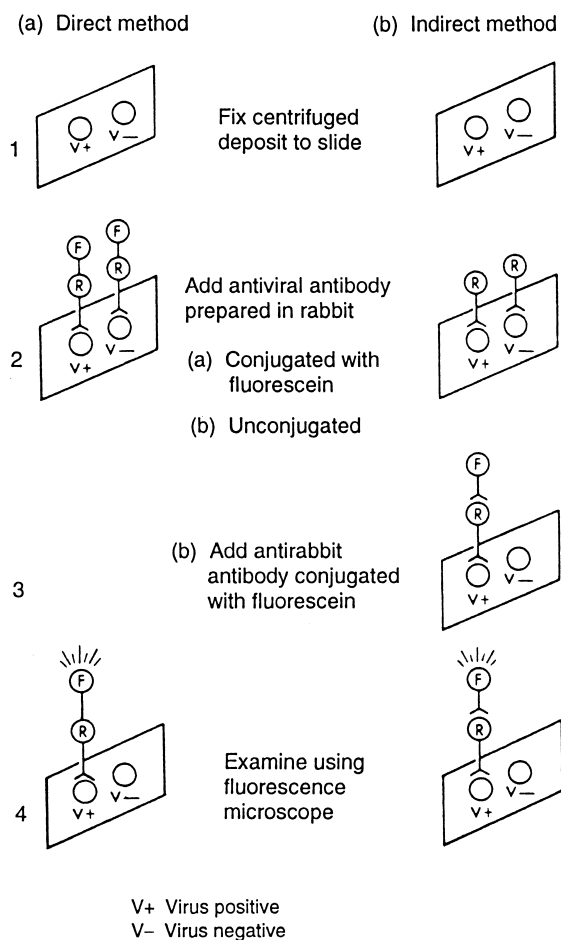 (a) Direct method
(b) Indirect method
1
V+
V–
Fix centrifuged
deposit to slide
V+
V–
2
F
F
R
R
V+
V–
Add antiviral antibody
prepared in rabbit
(a) Conjugated with
fluorescein
(b) Unconjugated
R
R
V+
V–
3
(b) Add antirabbit
antibody conjugated
with fluorescein
F
R
V+
V–
4
F
R
V+
V–
Examine using
fluorescence
microscope
F
R
V+
V–
V+ Virus positive
V– Virus negative